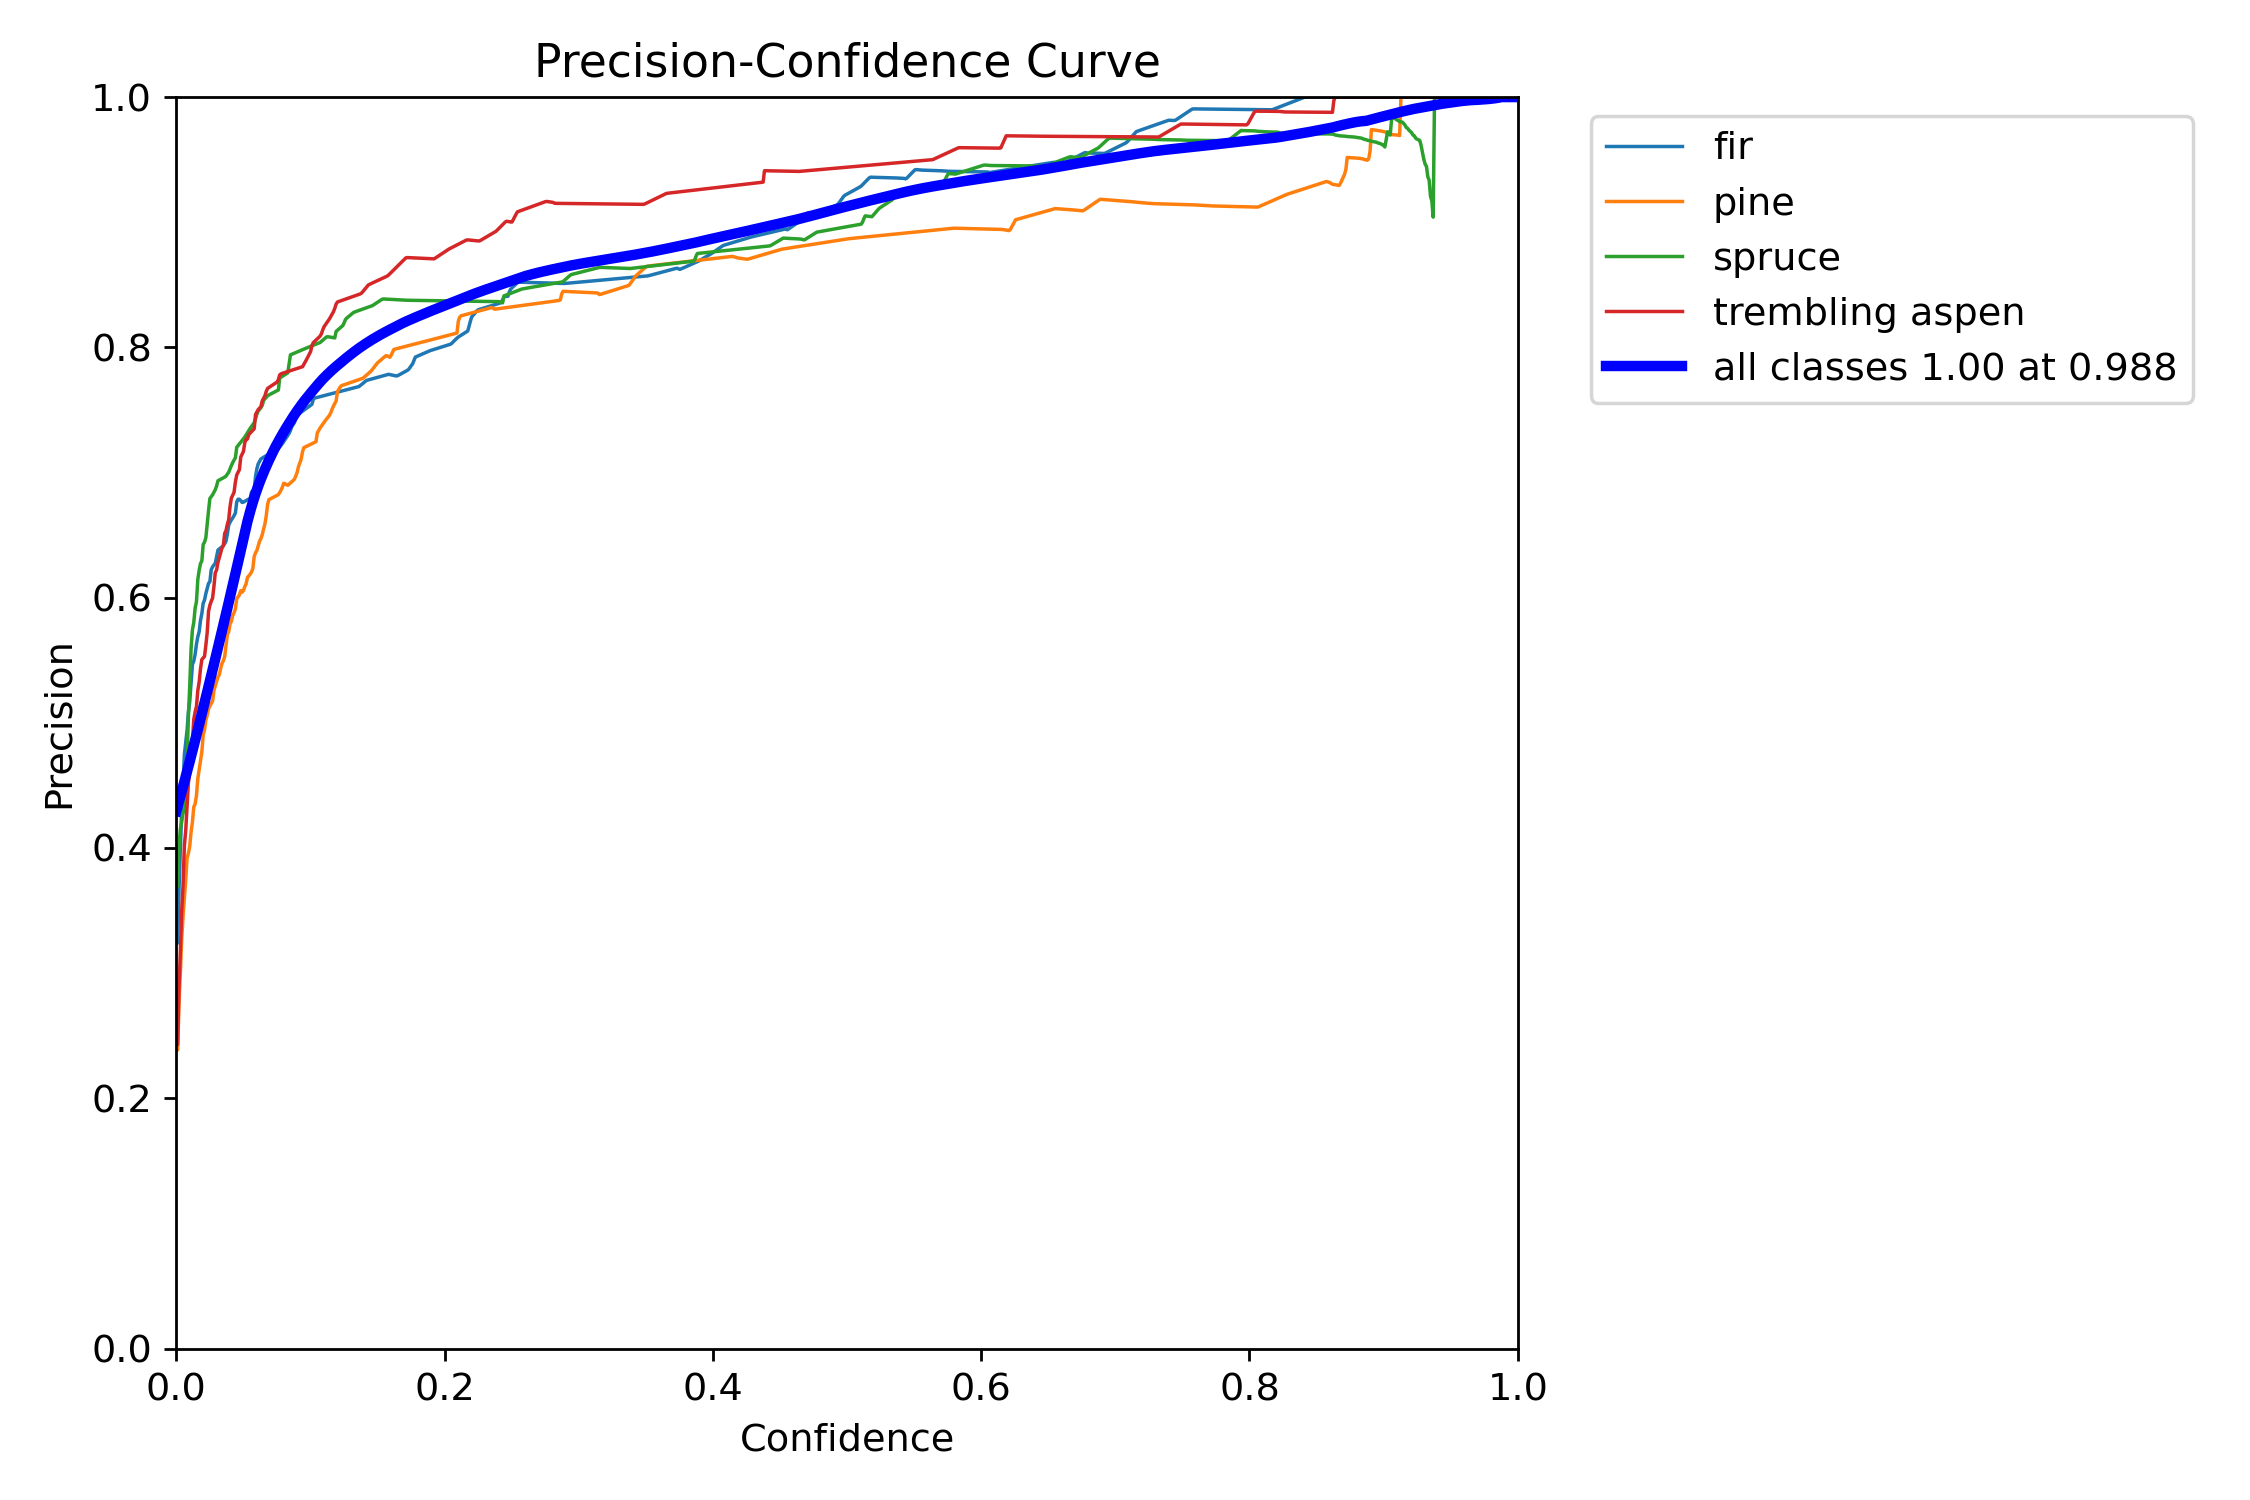 Precision-Confidence Curve
1.0
0.8
0.6
0.4
0.2
0.0
Precision
0.0 0.2 0.4 0.6 0.8 1.0
Confidence
fir
pine
spruce
trembling aspen
all classes 1.00 at 0.988